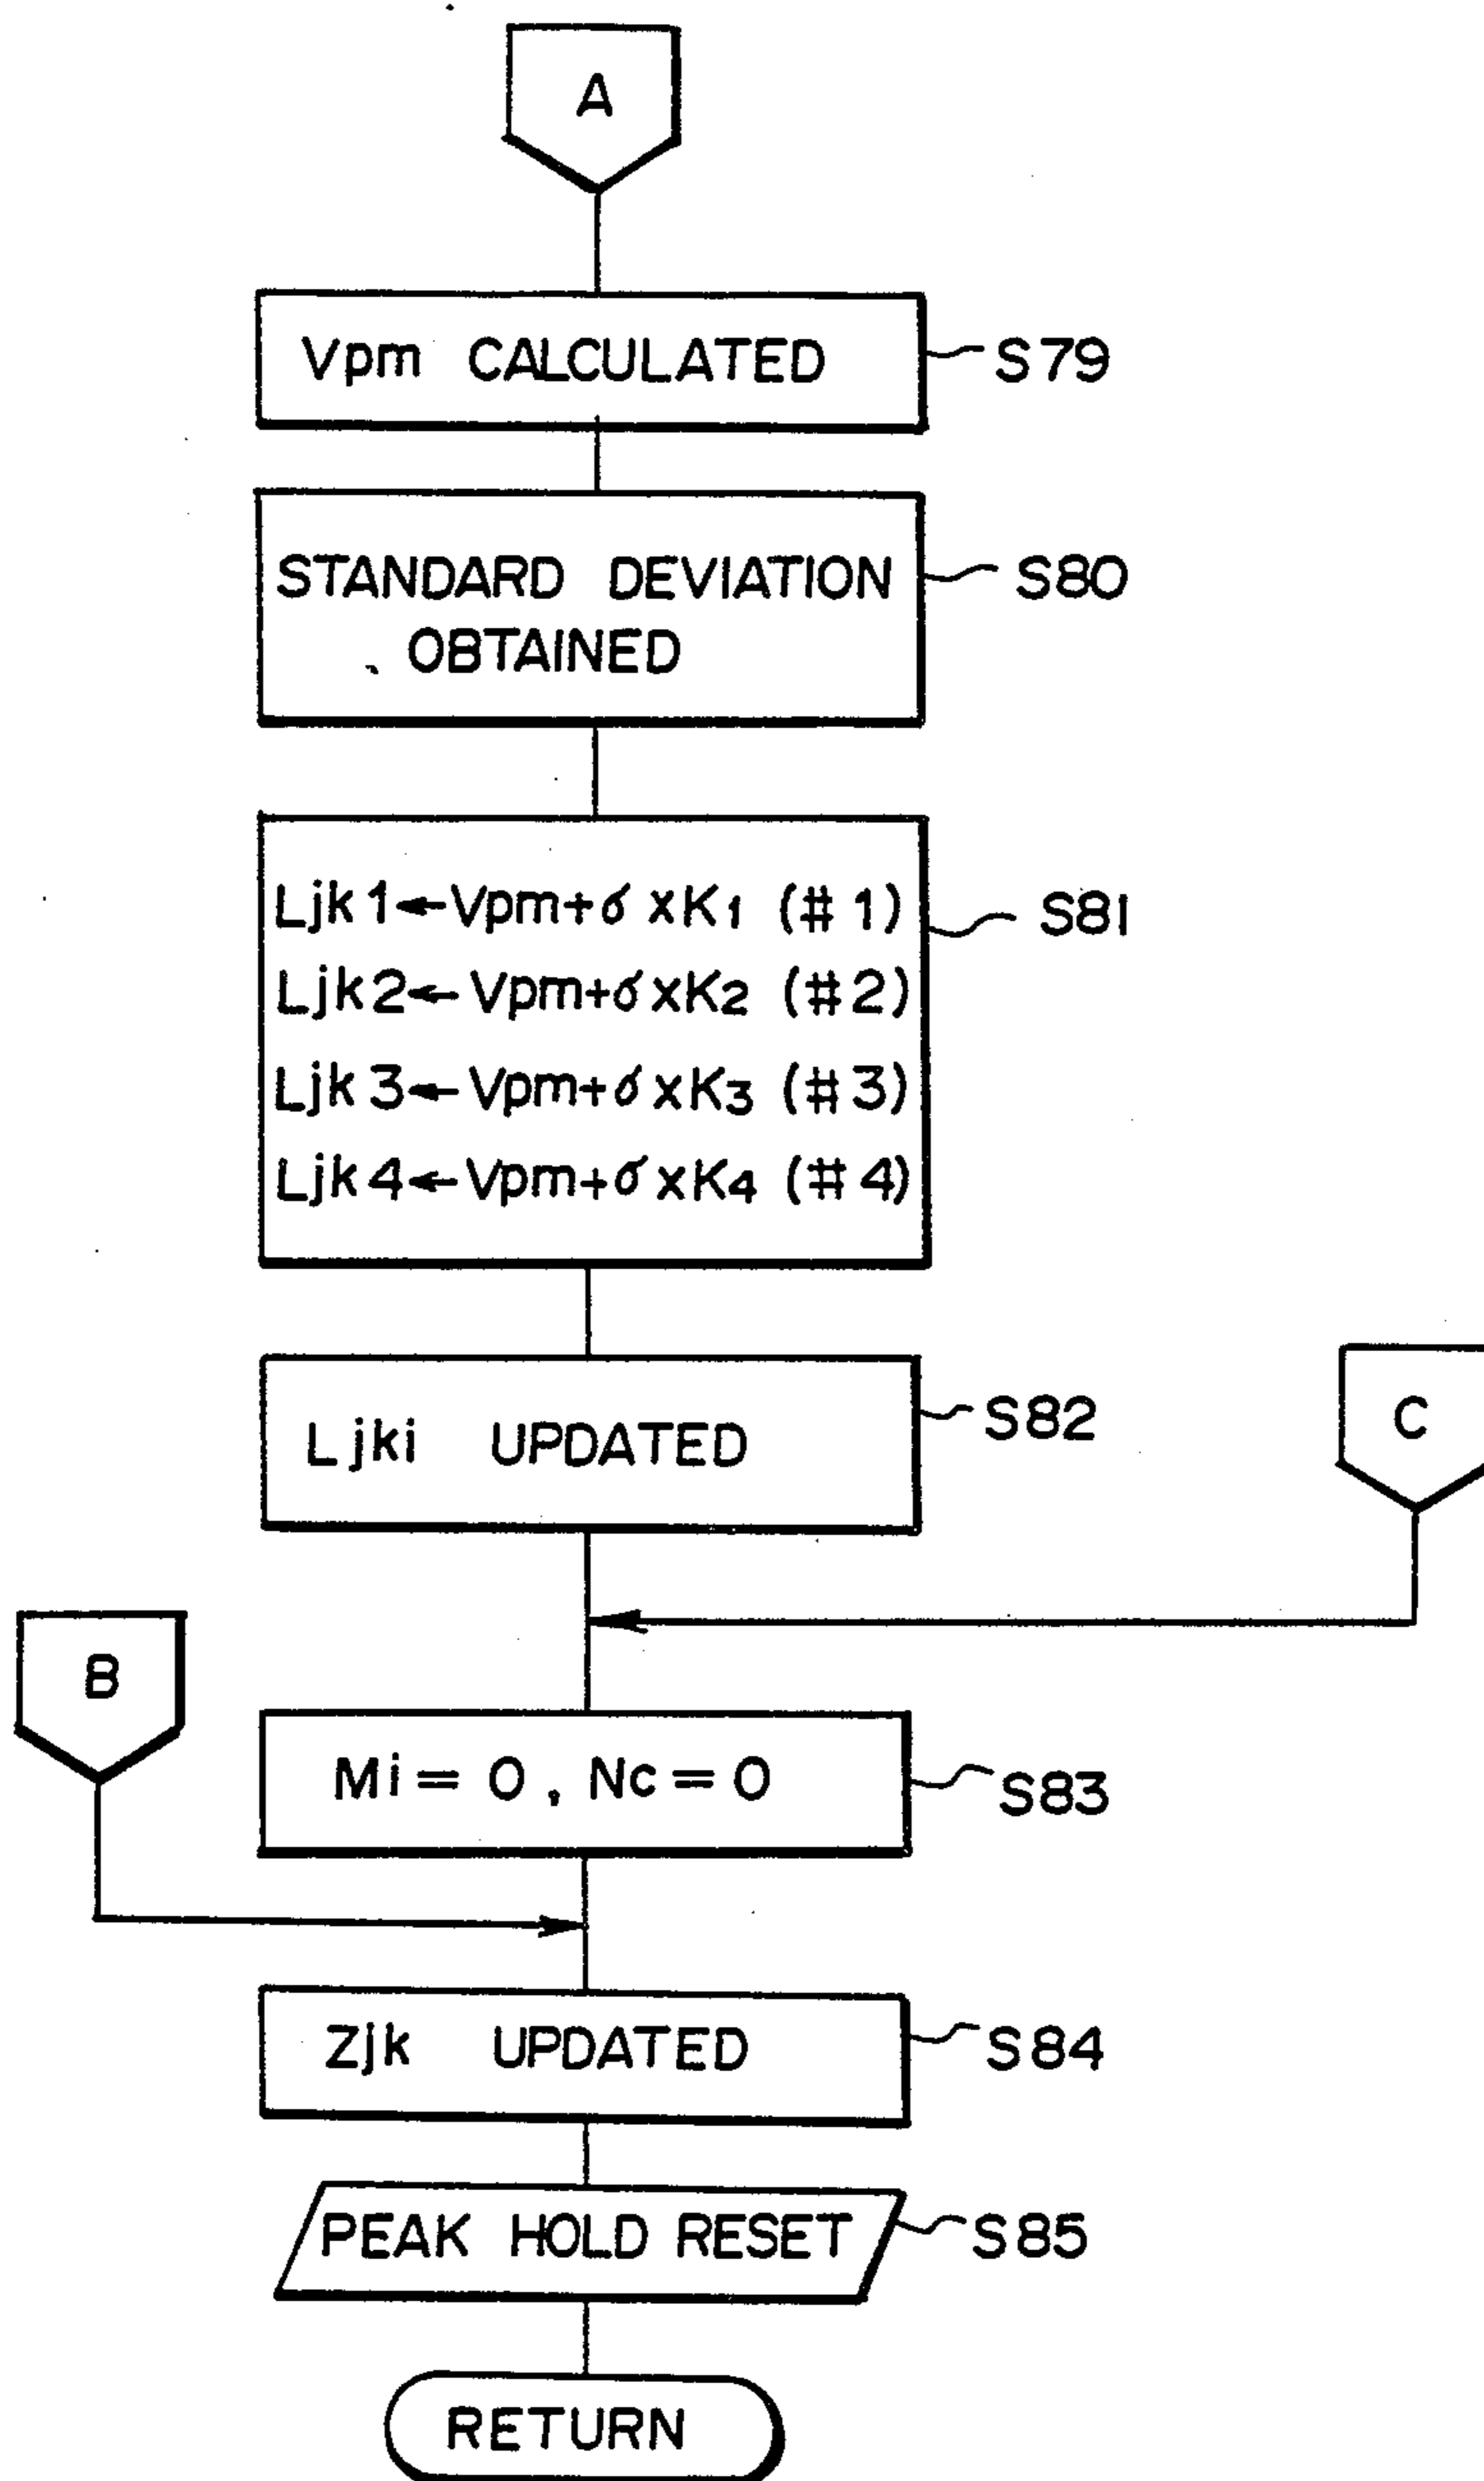 A
Vpm CALCULATED S79
STANDARD DEVIATION S80
OBTAINED
Ljk1←Vpm+σxK1 (#1) S81
Ljk2←Vpm+σxK2 (#2)
Ljk3←Vpm+σxK3 (#3)
Ljk4←Vpm+σxK4 (#4)
Ljki UPDATED S82
C
B
Mi=0, Nc=0 S83
Zjk UPDATED S84
PEAK HOLD RESET S85
RETURN